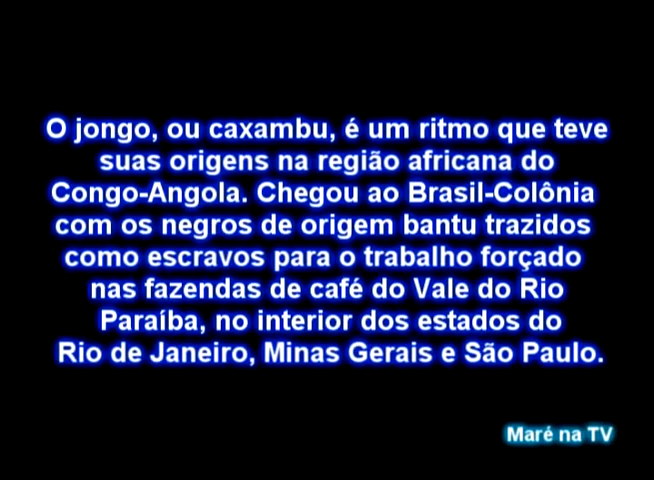 O jongo, ou caxambu, é um ritmo que teve
suas origens na região africana do
Congo-Angola. Chegou ao Brasil-Colônia
com os negros de origem bantu trazidos
como escravos para o trabalho forçado
nas fazendas de café do Vale do Rio
Paraíba, no interior dos estados do
Rio de Janeiro, Minas Gerais e São Paulo.
Maré na TV